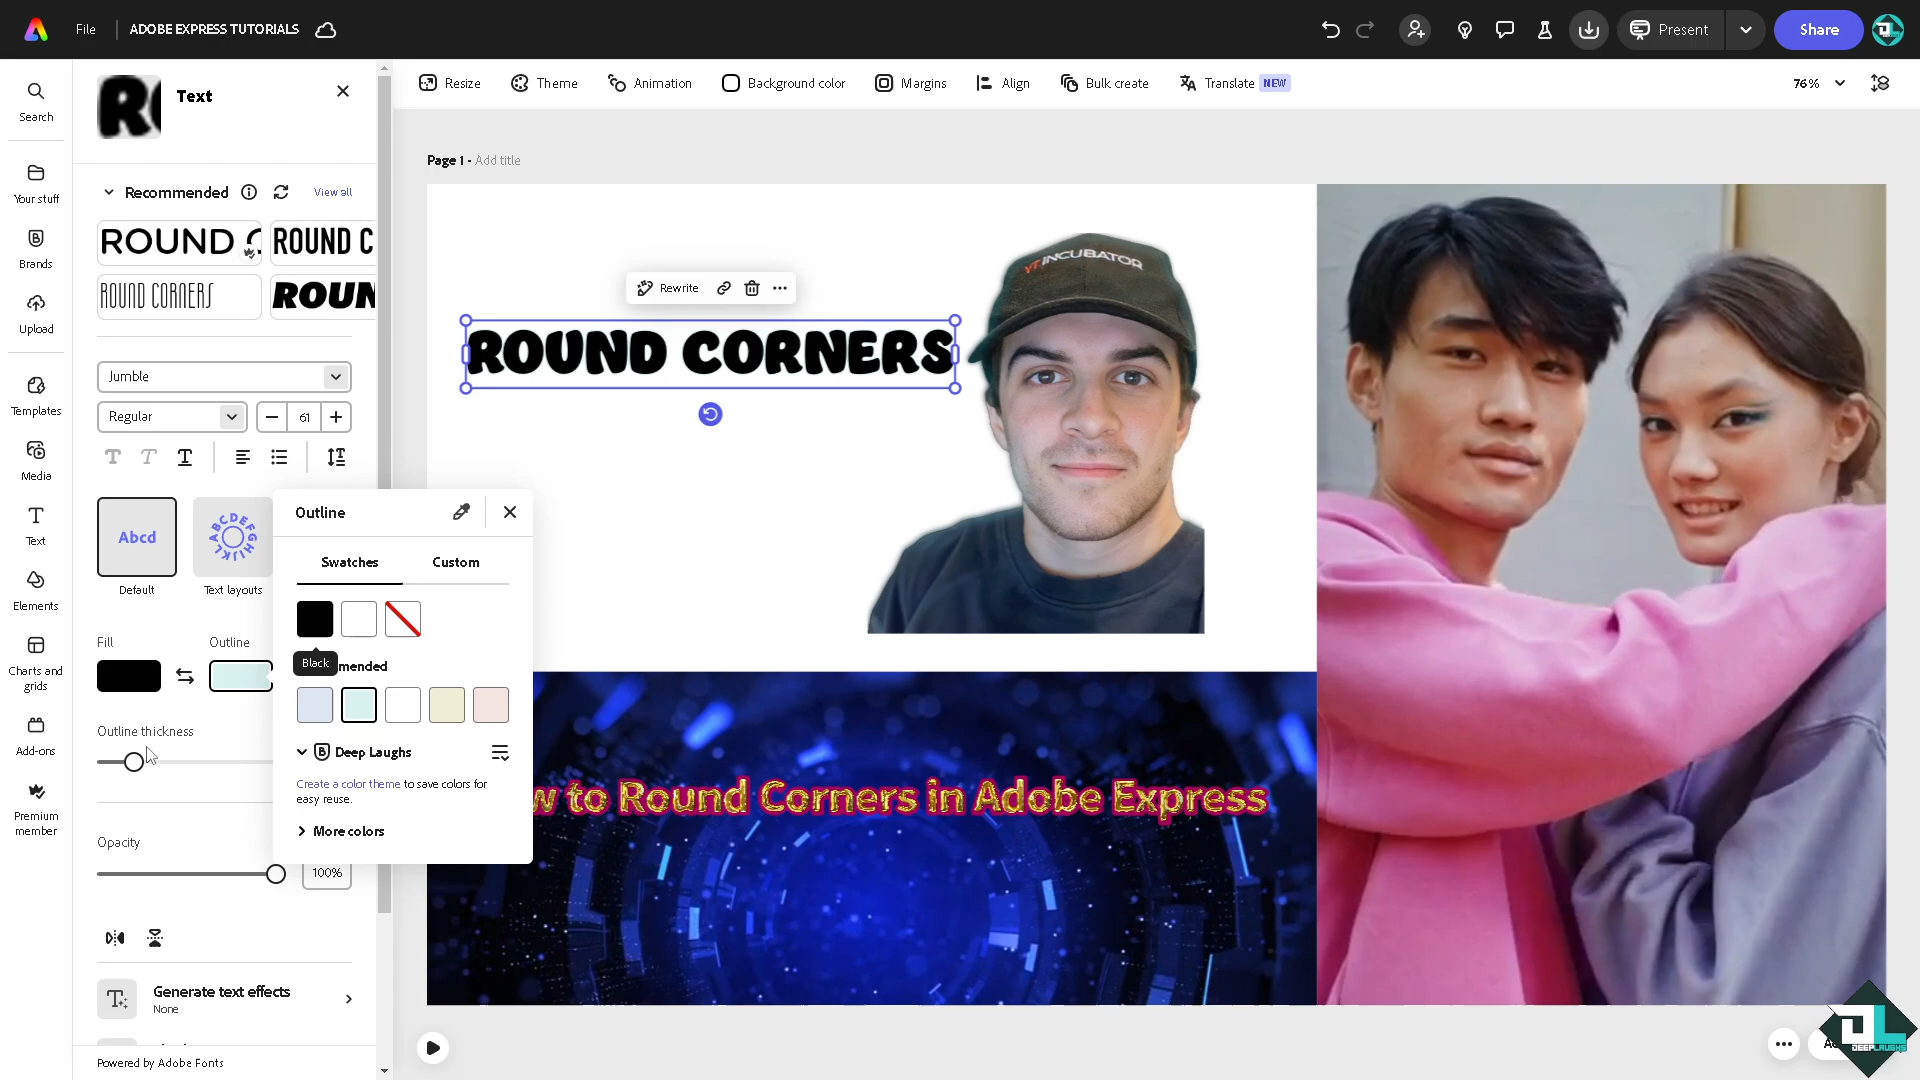 File
ADOBE EXPRESS TUTORIALS
Present
Share
Search
Your stuff
Brands
Upload
Templates
Media
Text
Elements
Charts and grids
Add-ons
Premium member
Text
Recommended
View all
ROUND
ROUND C
ROUND CORNERS
ROUN
Jumble
Regular
61
Abcd
Default
ABCDEFGHIJKL
Text layouts
Fill
Outline
Outline thickness
Opacity
100%
Generate text effects
None
Powered by Adobe Fonts
Outline
Swatches
Custom
Black
mended
Deep Laughs
Create a color theme to save colors for
easy reuse.
More colors
Resize
Theme
Animation
Background color
Margins
Align
Bulk create
Translate NEW
76%
Page 1 - Add title
Rewrite
ROUND CORNERS
YT INCUBATOR
w to Round Corners in Adobe Express
DEEPLAUGHS